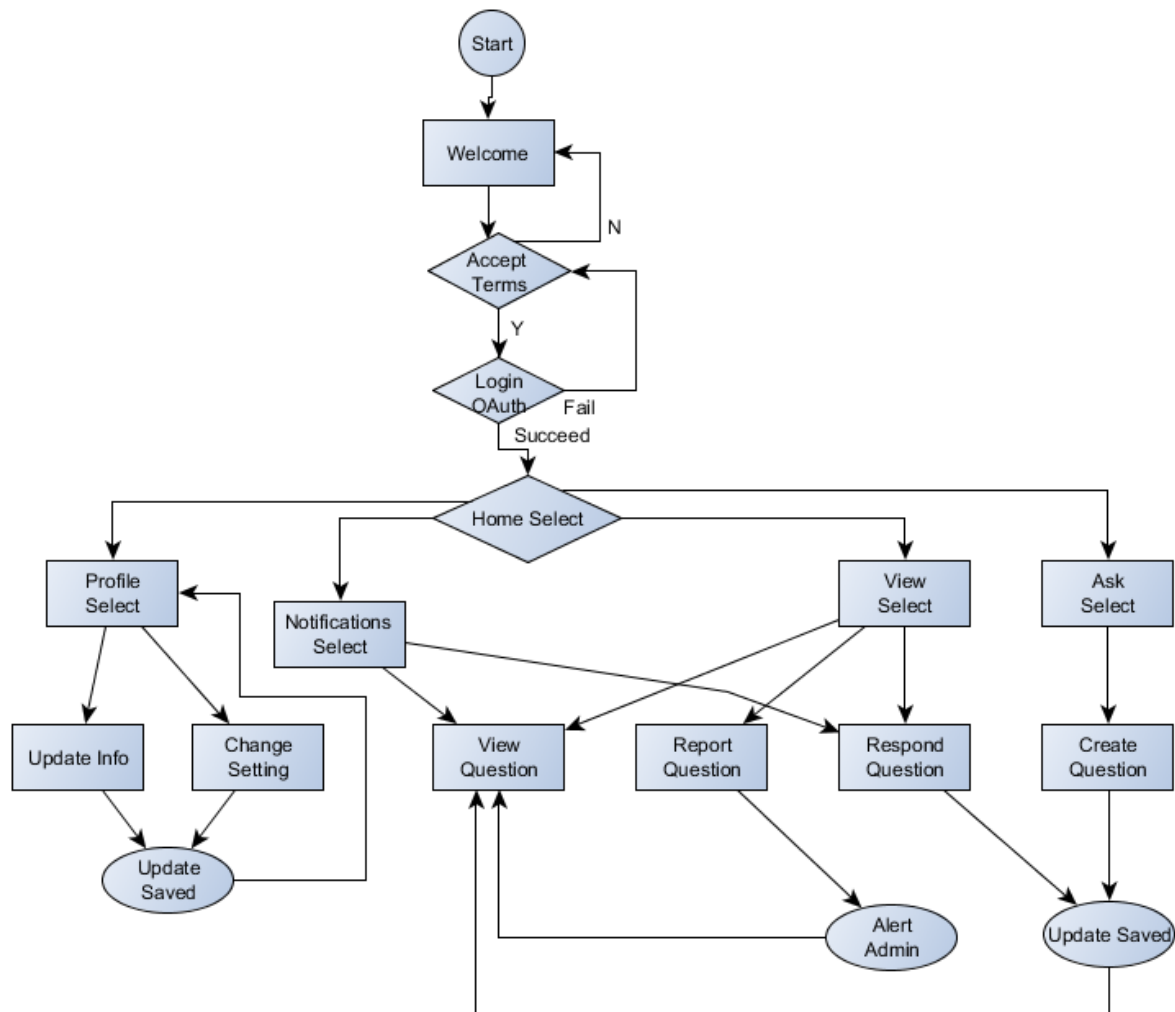 Start
Welcome
N
Accept
Terms
Y
Login
OAuth
Fail
Succeed
Home Select
Profile
Select
Notifications
Select
View
Select
Ask
Select
Update Info
Change
Setting
View
Question
Report
Question
Respond
Question
Create
Question
Update
Saved
Alert
Admin
Update Saved